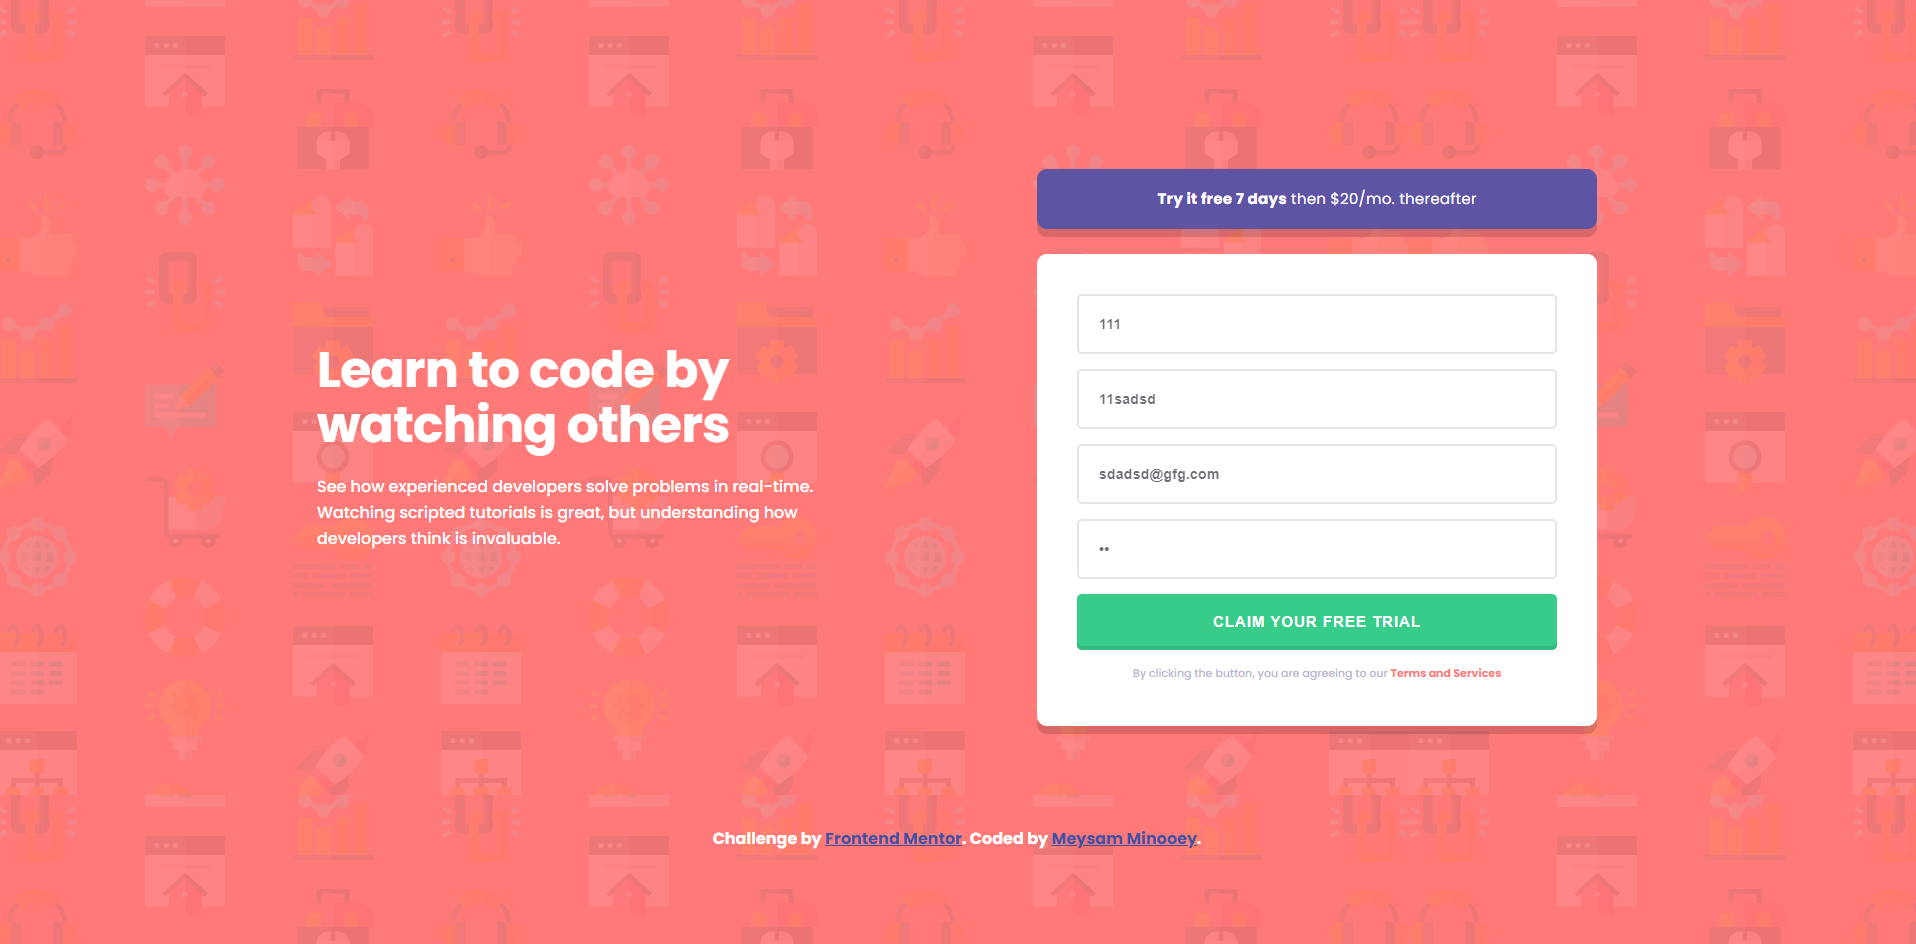 Learn to code by
watching others
See how experienced developers solve problems in real-time.
Watching scripted tutorials is great, but understanding how
developers think is invaluable.
Try it free 7 days then $20/mo. thereafter
111
11sadsd
sdadsd@gfg.com
••
CLAIM YOUR FREE TRIAL
By clicking the button, you are agreeing to our Terms and Services
Challenge by Frontend Mentor. Coded by Meysam Minooey.